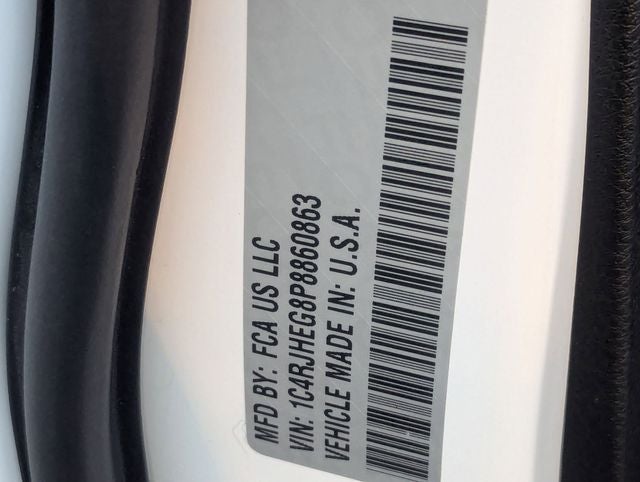 MFD BY: FCA US LLC
VIN: 1C4RJHEG8P8860863
VEHICLE MADE IN: U.S.A.